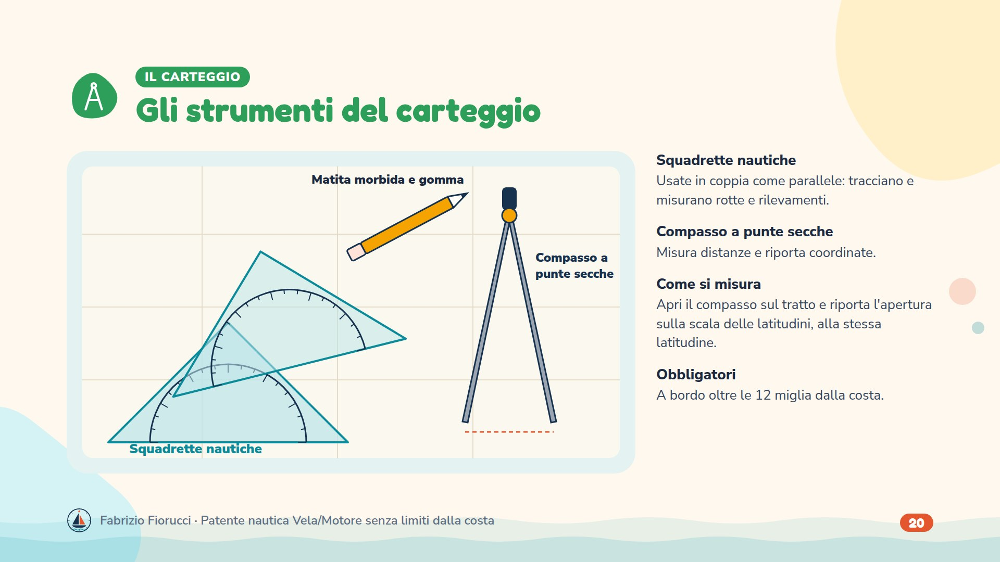 IL CARTEGGIO
Gli strumenti del carteggio
Matita morbida e gomma
Compasso a
punte secche
Squadrette nautiche
Squadrette nautiche
Usate in coppia come parallele: tracciano e
misurano rotte e rilevamenti.
Compasso a punte secche
Misura distanze e riporta coordinate.
Come si misura
Apri il compasso sul tratto e riporta l'apertura
sulla scala delle latitudini, alla stessa
latitudine.
Obbligatori
A bordo oltre le 12 miglia dalla costa.
Fabrizio Fiorucci · Patente nautica Vela/Motore senza limiti dalla costa
20